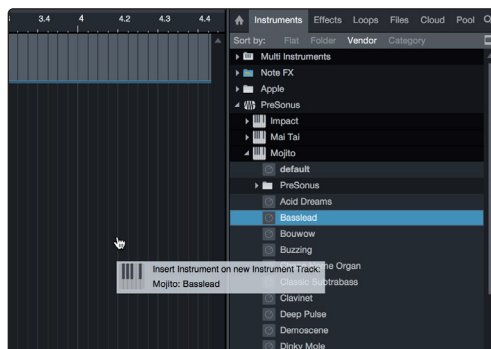 3.4 4 4.2 4.3 4.4
Instruments Effects Loops Files Cloud Pool
Sort by: Flat Folder Vendor Category
Multi Instruments
Note FX
Apple
PreSonus
Impact
Mai Tai
Mojito
default
PreSonus
Acid Dreams
Basslead
Bouwow
Buzzing
Home Organ
Insert Instrument on new Instrument Track:
Classic Subtrabass
Mojito: Basslead
Clavinet
Deep Pulse
Demoscene
Dinky Mole